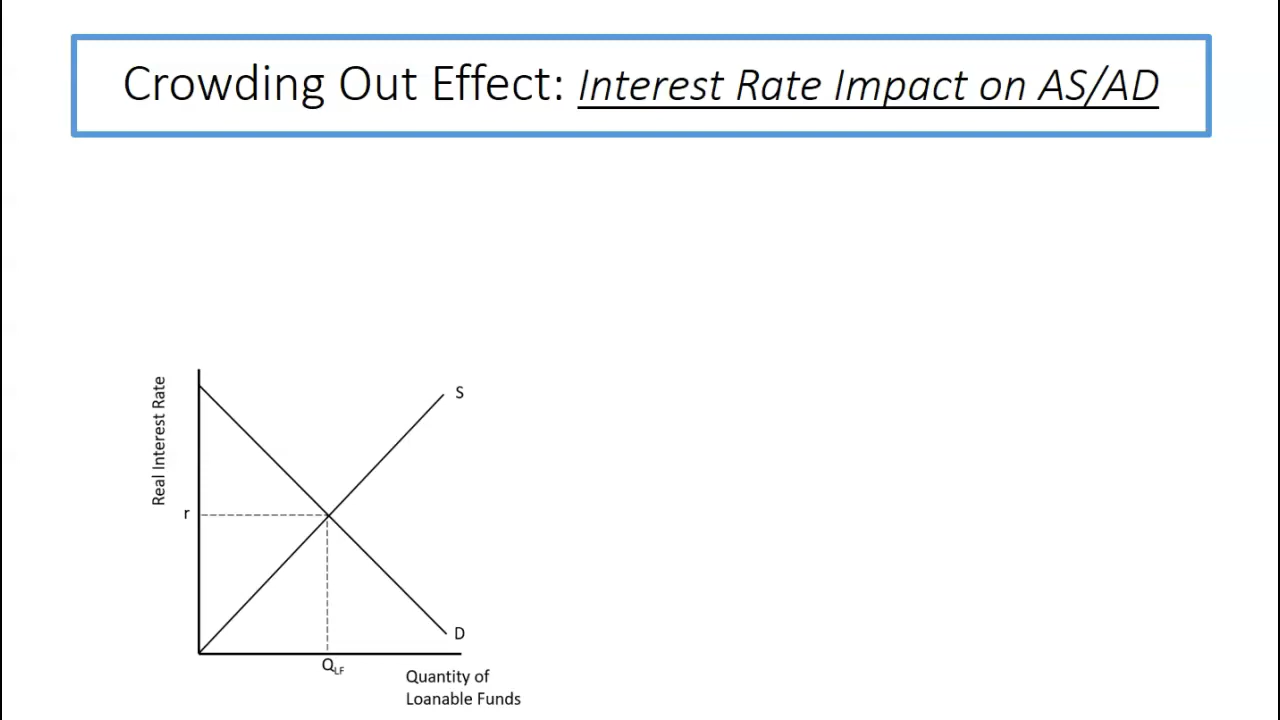 Crowding Out Effect: Interest Rate Impact on AS/AD
Real Interest Rate
S
r
D
QLF
Quantity of
Loanable Funds